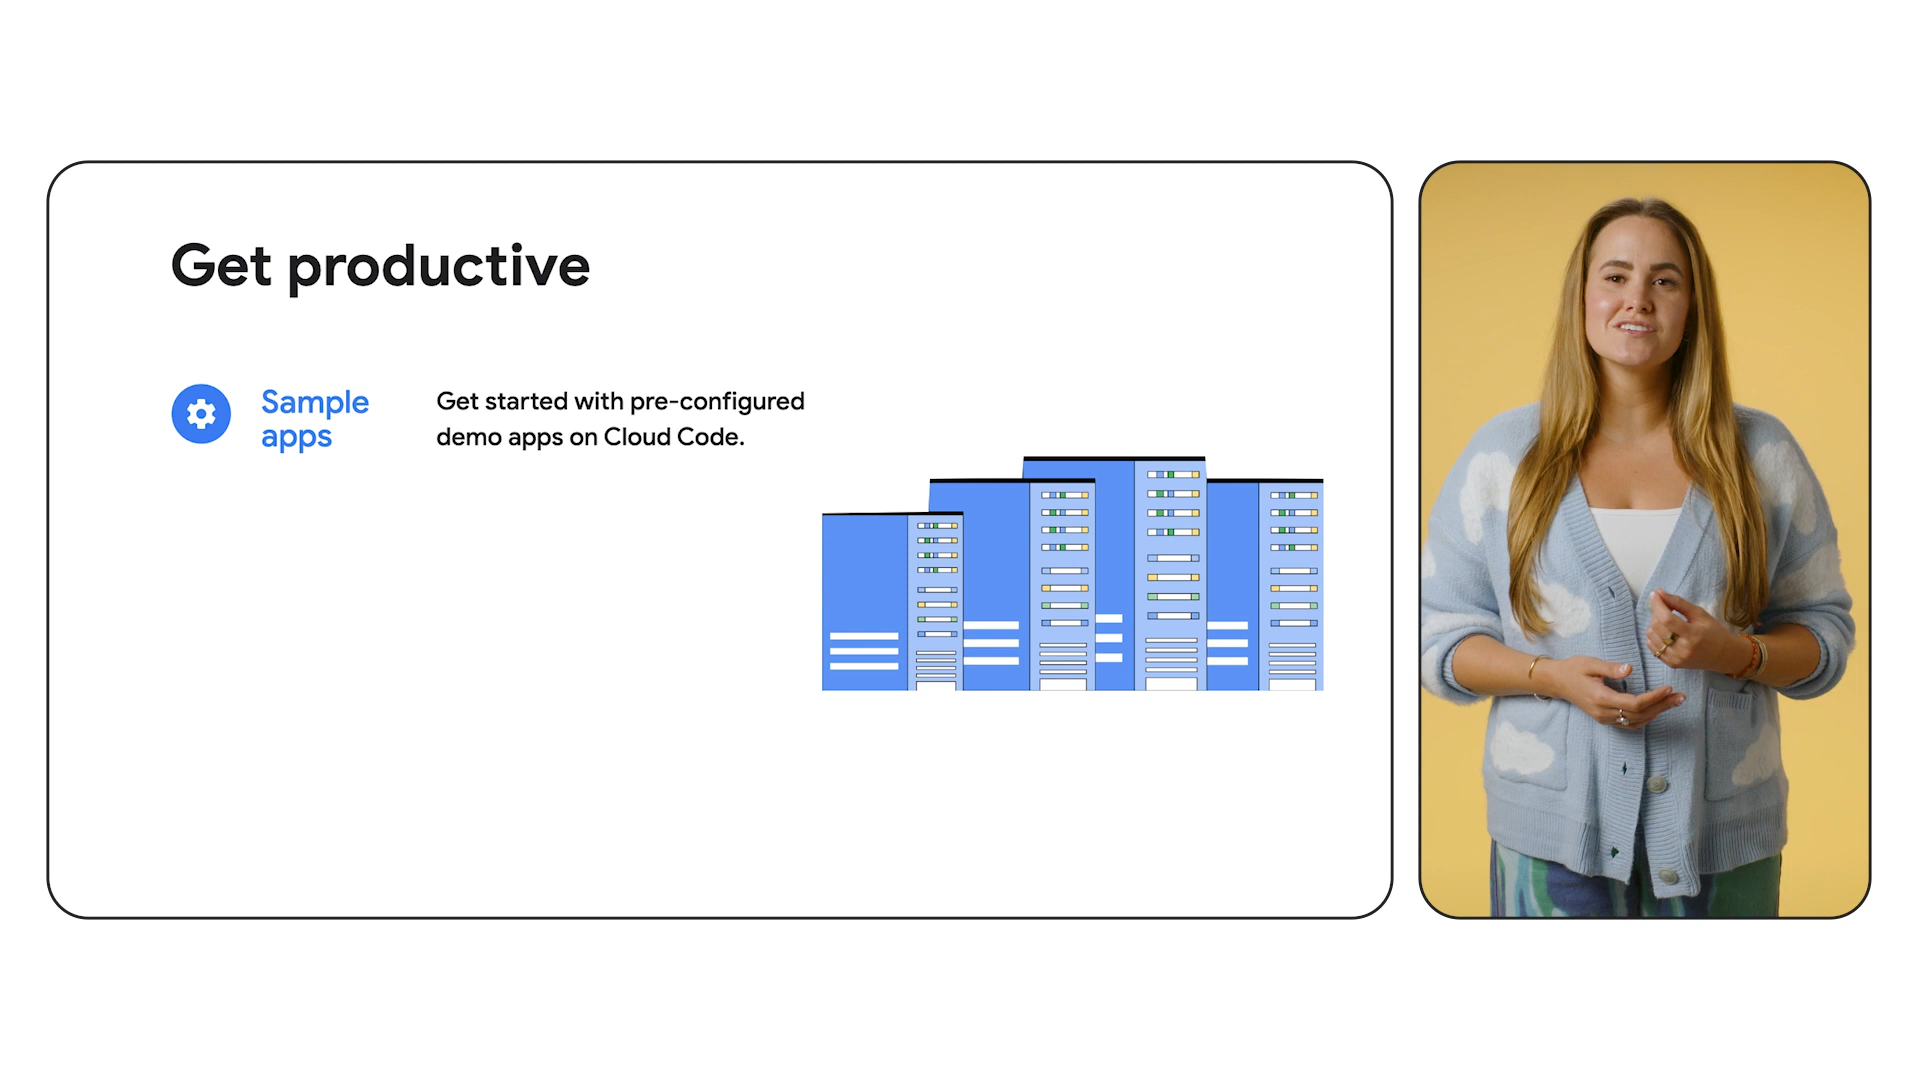 Get productive
Sample
apps
Get started with pre-configured
demo apps on Cloud Code.